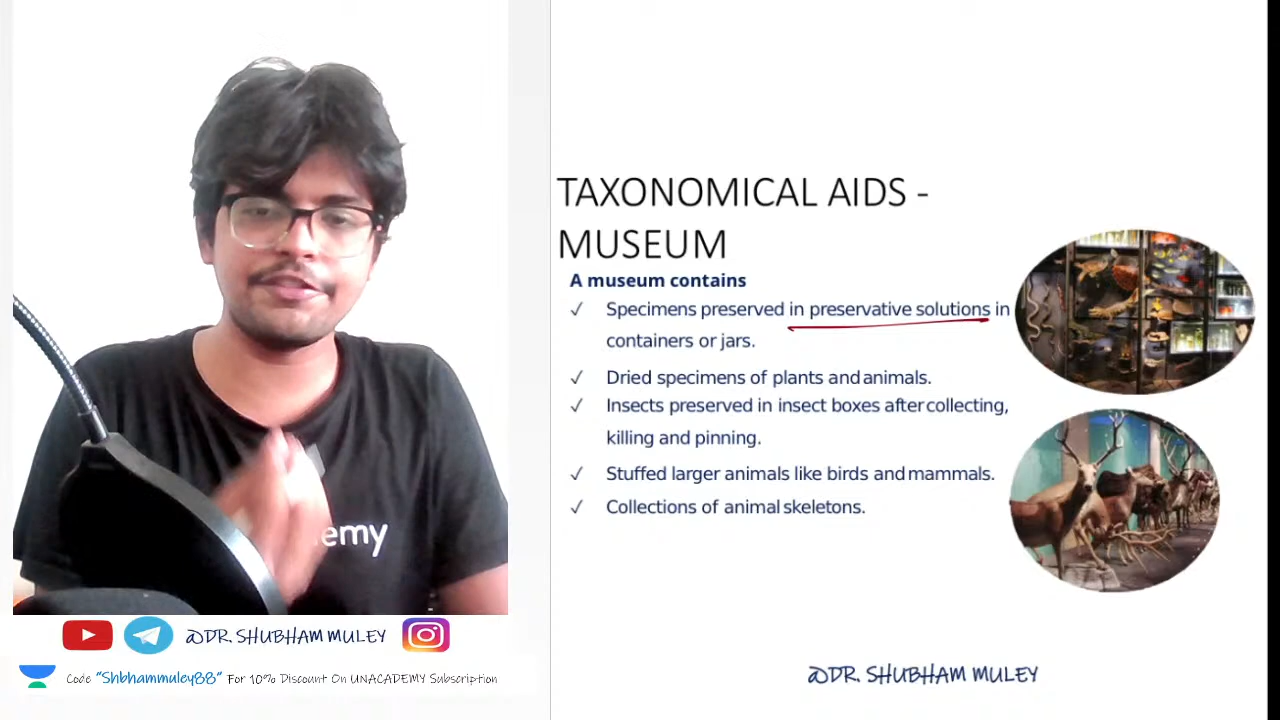 TAXONOMICAL AIDS -
MUSEUM
A museum contains
✓ Specimens preserved in preservative solutions in
containers or jars.
✓ Dried specimens of plants and animals.
✓ Insects preserved in insect boxes after collecting,
killing and pinning.
✓ Stuffed larger animals like birds and mammals.
✓ Collections of animal skeletons.
emy
@DR. SHUBHAM MULEY
Code "Shbhammuley88" For 10% Discount On UNACADEMY Subscription
@DR. SHUBHAM MULEY